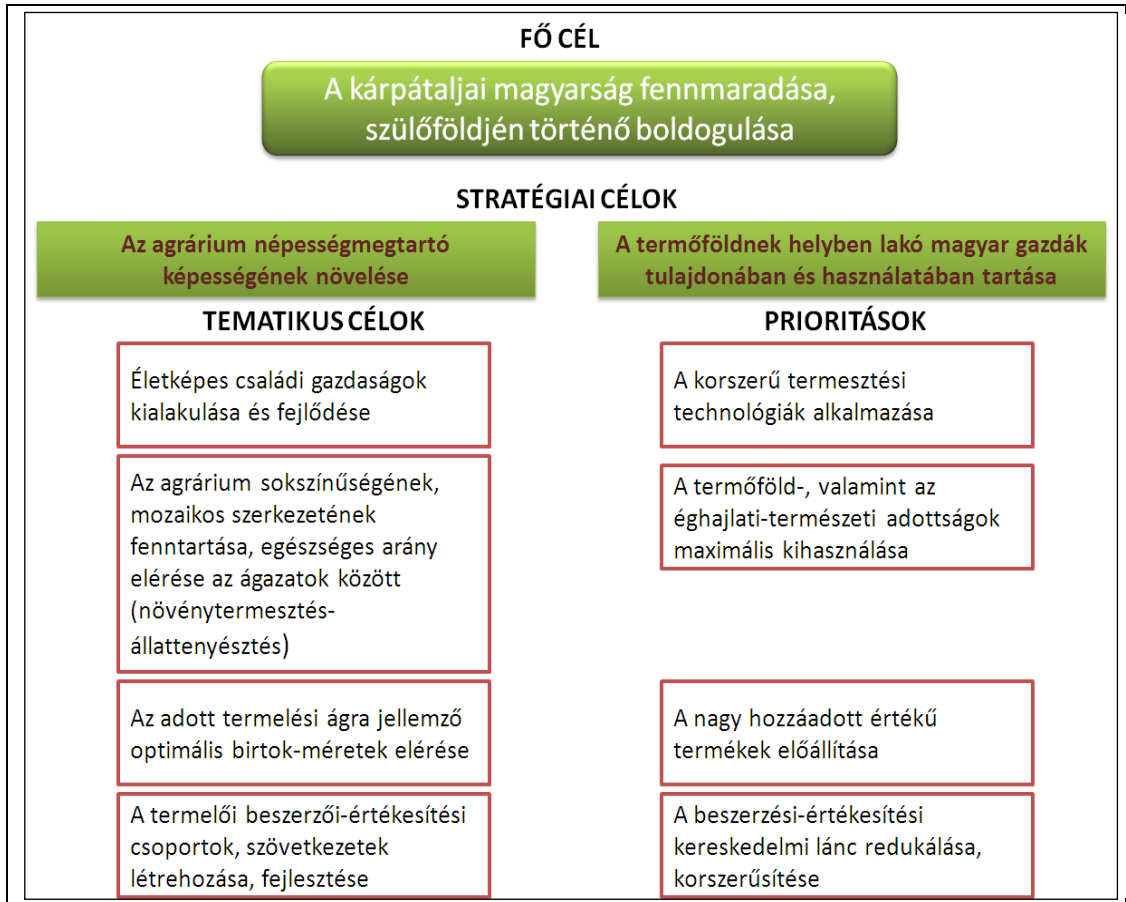 FŐ CÉL
A kárpátaljai magyarság fennmaradása,
szülőföldjén történő boldogulása
STRATÉGIAI CÉLOK
Az agrárium népességmegtartó
képességének növelése
A termőföldnek helyben lakó magyar gazdák
tulajdonában és használatában tartása
TEMATIKUS CÉLOK
Életképes családi gazdaságok
kialakulása és fejlődése
Az agrárium sokszínűségének,
mozaikos szerkezetének
fenntartása, egészséges arány
elérése az ágazatok között
(növénytermesztés-
állattenyésztés)
Az adott termelési ágra jellemző
optimális birtok-méretek elérése
A termelői beszerzői-értékesítési
csoportok, szövetkezetek
létrehozása, fejlesztése
PRIORITÁSOK
A korszerű termesztési
technológiák alkalmazása
A termőföld-, valamint az
éghajlati-természeti adottságok
maximális kihasználása
A nagy hozzáadott értékű
termékek előállítása
A beszerzési-értékesítési
kereskedelmi lánc redukálása,
korszerűsítése